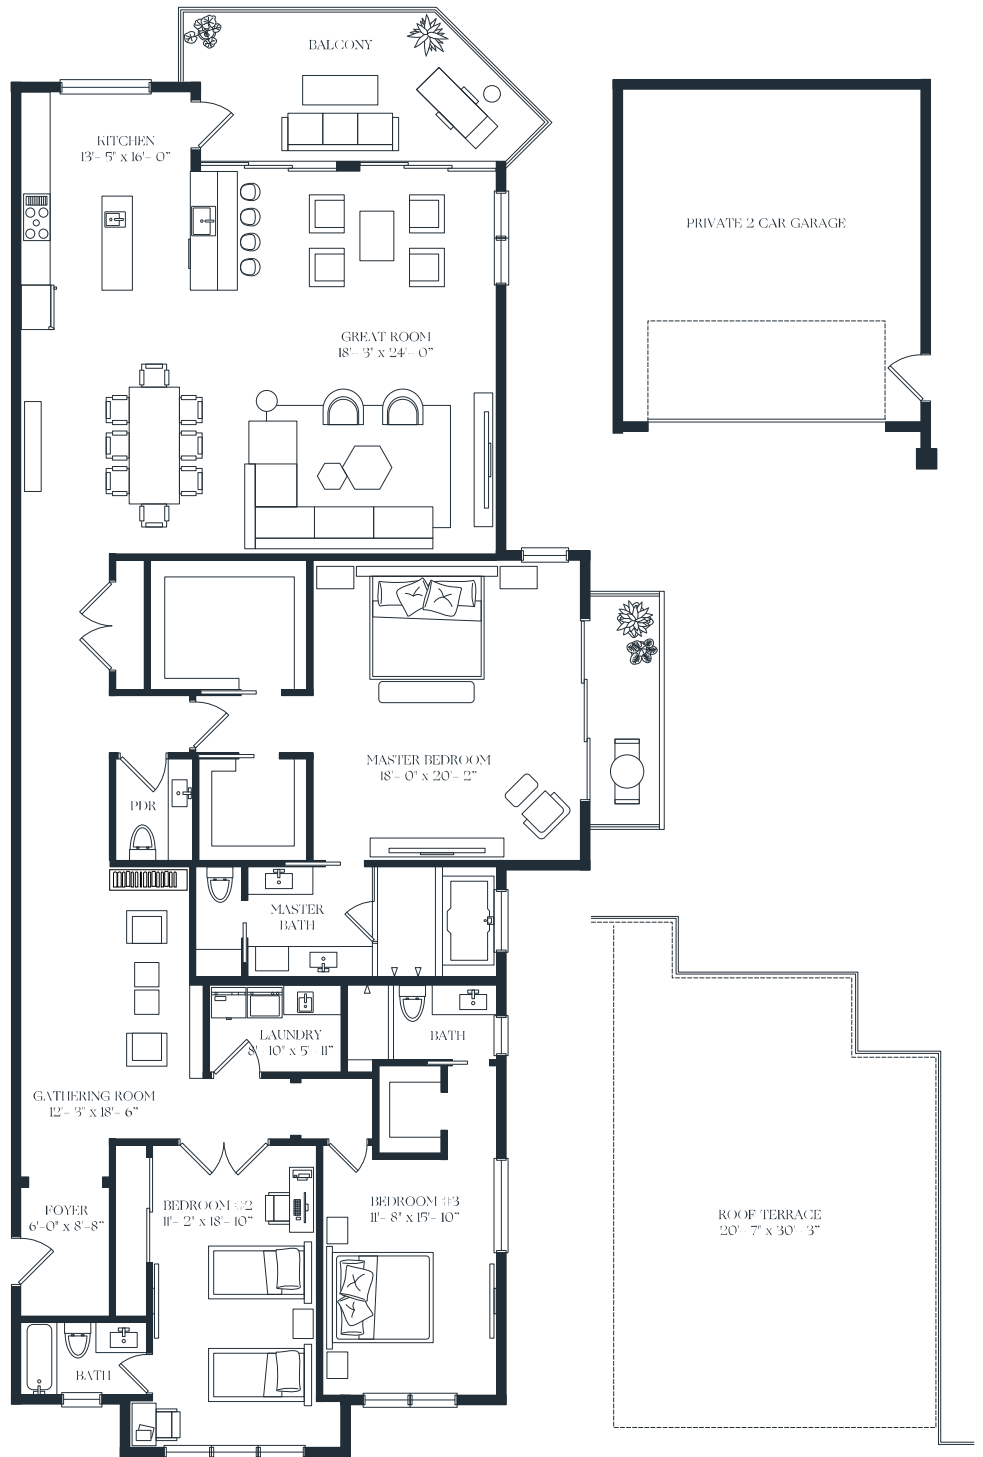 BALCONY
KITCHEN
13'- 5" x 16'- 0"
PRIVATE 2 CAR GARAGE
GREAT ROOM
18'- 3" x 24'- 0"
MASTER BEDROOM
18'- 0" x 20'- 2"
PDR
MASTER
BATH
LAUNDRY
8'- 10" x 5'- 11"
BATH
GATHERING ROOM
12'- 3" x 18'- 6"
FOYER
6'-0" x 8'-8"
BEDROOM #2
11'- 2" x 18'- 10"
BEDROOM #3
11'- 8" x 15'- 10"
ROOF TERRACE
20'- 7" x 30'- 3"
BATH